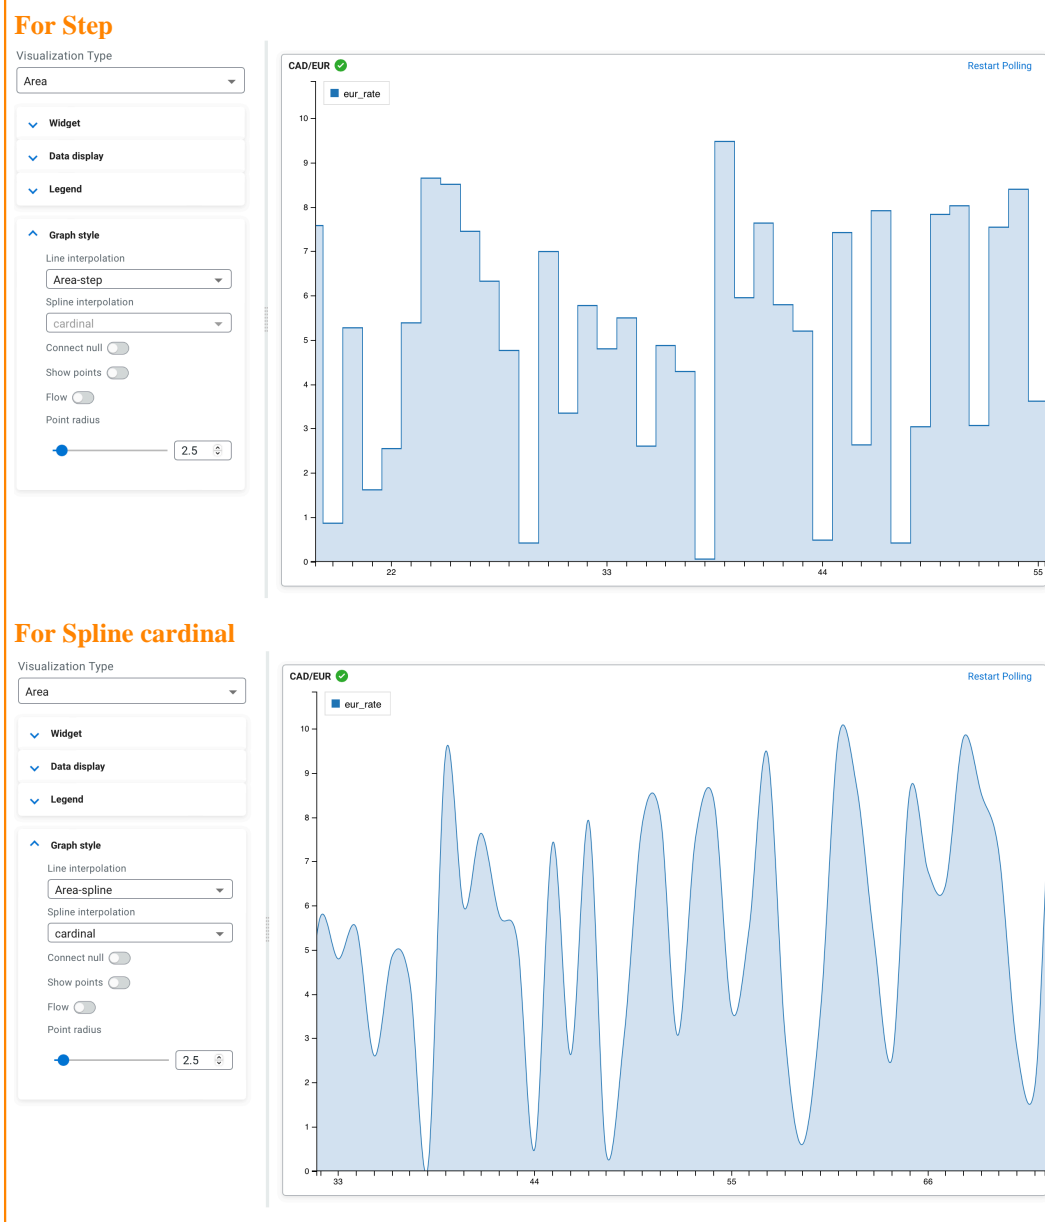 For Step
Visualization Type
Area
Widget
Data display
Legend
Graph style
Line interpolation
Area-step
Spline interpolation
cardinal
Connect null
Show points
Flow
Point radius
2.5
CAD/EUR
Restart Polling
eur_rate
10
9
8
7
6
5
4
3
2
1
0
22
33
44
55
For Spline cardinal
Visualization Type
Area
Widget
Data display
Legend
Graph style
Line interpolation
Area-spline
Spline interpolation
cardinal
Connect null
Show points
Flow
Point radius
2.5
CAD/EUR
Restart Polling
eur_rate
10
9
8
7
6
5
4
3
2
1
0
33
44
55
66